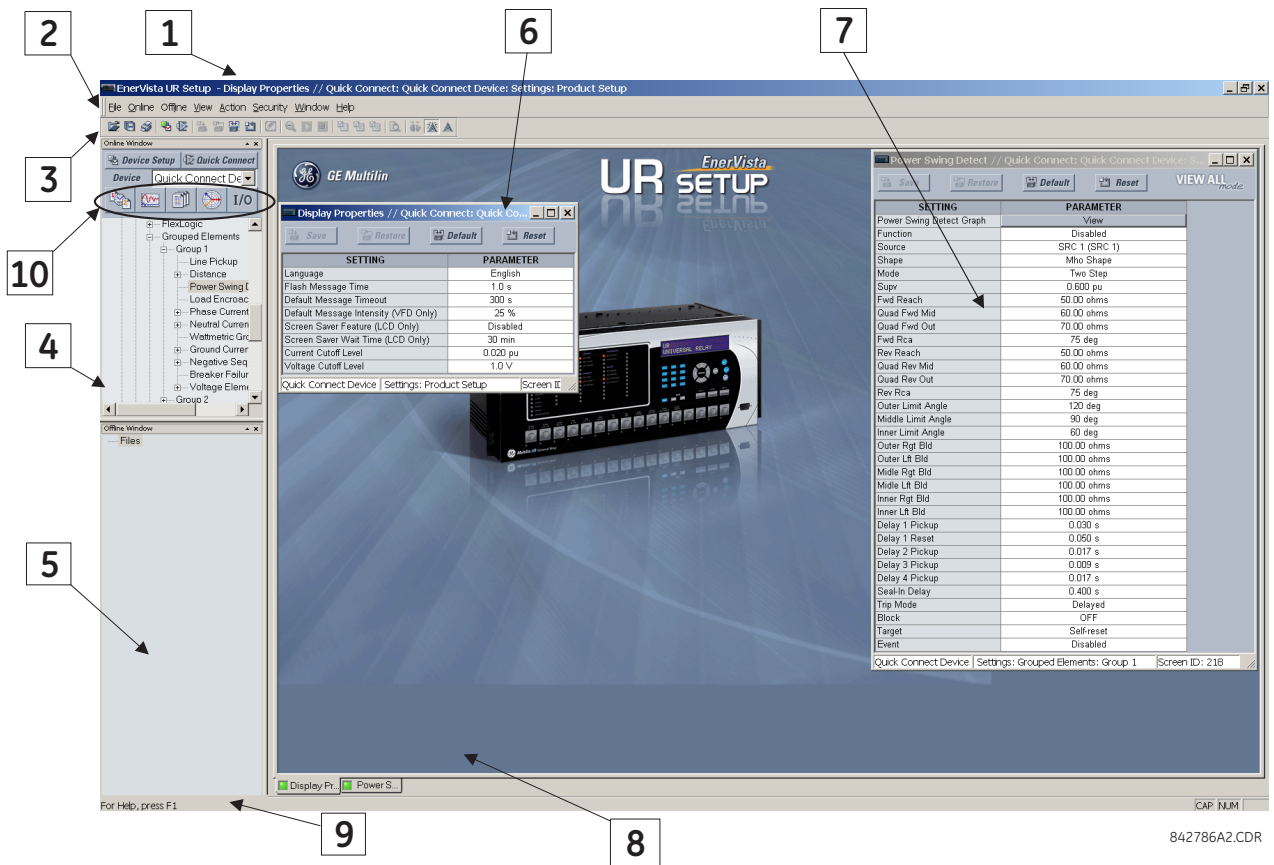 2
1
6
7
EnerVista UR Setup - Display Properties // Quick Connect: Quick Connect Device: Settings: Product Setup
File Online Offline View Action Security Window Help
3
Online Window
Device Setup Quick Connect
Device Quick Connect De
I/O
10
FlexLogic
Grouped Elements
Group 1
Line Pickup
Distance
Power Swing
Load Encroac
Phase Current
Neutral Curren
Wattmetric Grc
Ground Currer
Negative Seq
Breaker Failur
Voltage Eleme
Group 2
4
Offline Window
Files
5
GE Multilin
EnerVista
UR SETUP
Display Properties // Quick Connect: Quick Co...
Save Restore Default Reset
SETTING PARAMETER
Language English
Flash Message Time 1.0 s
Default Message Timeout 300 s
Default Message Intensity (VFD Only) 25 %
Screen Saver Feature (LCD Only) Disabled
Screen Saver Wait Time (LCD Only) 30 min
Current Cutoff Level 0.020 pu
Voltage Cutoff Level 1.0 V
Quick Connect Device Settings: Product Setup Screen ID
UR
UNIVERSAL RELAY
Power Swing Detect // Quick Connect: Quick Connect Device: S...
Save Restore Default Reset VIEW ALL mode
SETTING PARAMETER
Power Swing Detect Graph View
Function Disabled
Source SRC 1 (SRC 1)
Shape Mho Shape
Mode Two Step
Supv 0.600 pu
Fwd Reach 50.00 ohms
Quad Fwd Mid 60.00 ohms
Quad Fwd Out 70.00 ohms
Fwd Rca 75 deg
Rev Reach 50.00 ohms
Quad Rev Mid 60.00 ohms
Quad Rev Out 70.00 ohms
Rev Rca 75 deg
Outer Limit Angle 120 deg
Middle Limit Angle 90 deg
Inner Limit Angle 60 deg
Outer Rgt Bld 100.00 ohms
Outer Lft Bld 100.00 ohms
Midle Rgt Bld 100.00 ohms
Midle Lft Bld 100.00 ohms
Inner Rgt Bld 100.00 ohms
Inner Lft Bld 100.00 ohms
Delay 1 Pickup 0.030 s
Delay 1 Reset 0.050 s
Delay 2 Pickup 0.017 s
Delay 3 Pickup 0.009 s
Delay 4 Pickup 0.017 s
Seal-In Delay 0.400 s
Trip Mode Delayed
Block OFF
Target Self-reset
Event Disabled
Quick Connect Device Settings: Grouped Elements: Group 1 Screen ID: 218
Display Pr... Power S...
For Help, press F1
CAP NUM
9
8
842786A2.CDR